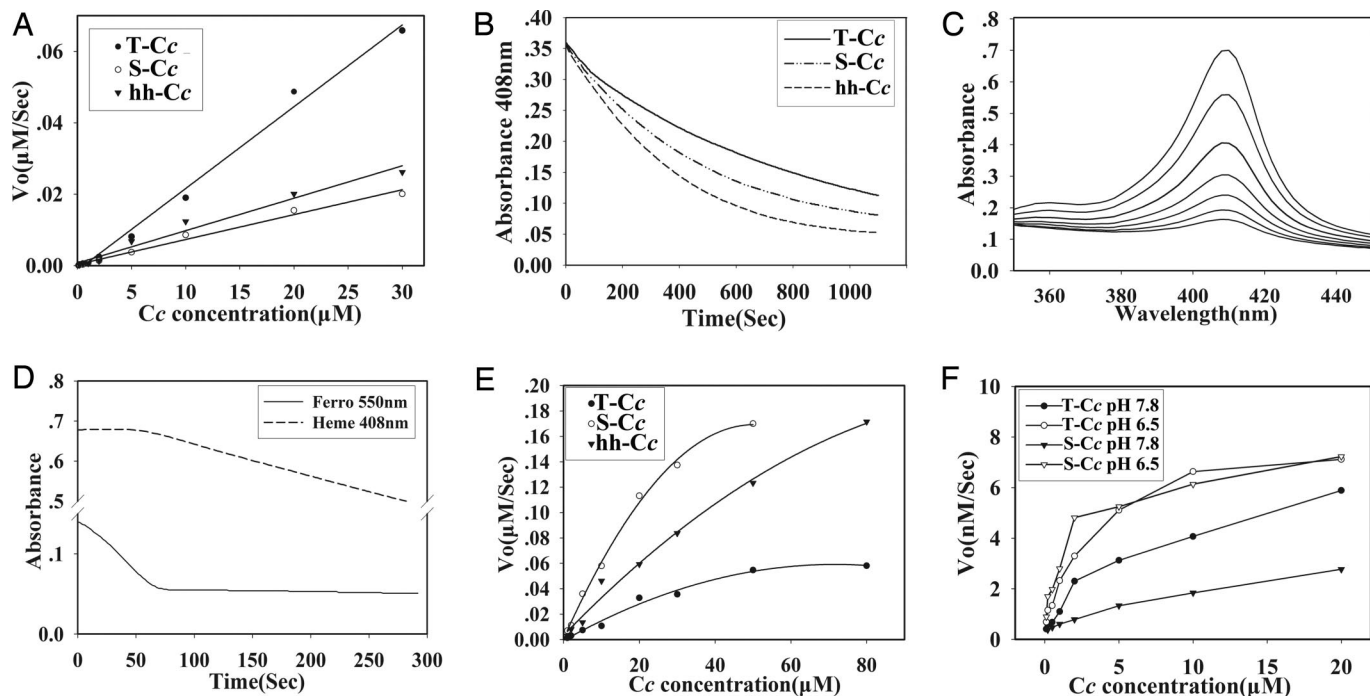 A
Vo(µM/Sec)
.06
.04
.02
0.00
T-Cc
S-Cc
hh-Cc
0 5 10 15 20 25 30
Cc concentration(µM)
B
Absorbance 408nm
.40
.35
.30
.25
.20
.15
.10
.05
0.00
T-Cc
S-Cc
hh-Cc
0 200 400 600 800 1000
Time(Sec)
C
Absorbance
.8
.7
.6
.5
.4
.3
.2
.1
0.0
360 380 400 420 440
Wavelength(nm)
D
Absorbance
.8
.7
.6
.5
.1
0.0
Ferro 550nm
Heme 408nm
0 50 100 150 200 250 300
Time(Sec)
E
Vo(µM/Sec)
.20
.18
.16
.14
.12
.10
.08
.06
.04
.02
0.00
T-Cc
S-Cc
hh-Cc
0 20 40 60 80
Cc concentration(µM)
F
Vo(nM/Sec)
10
8
6
4
2
0
T-Cc pH 7.8
T-Cc pH 6.5
S-Cc pH 7.8
S-Cc pH 6.5
0 5 10 15 20
Cc concentration(µM)